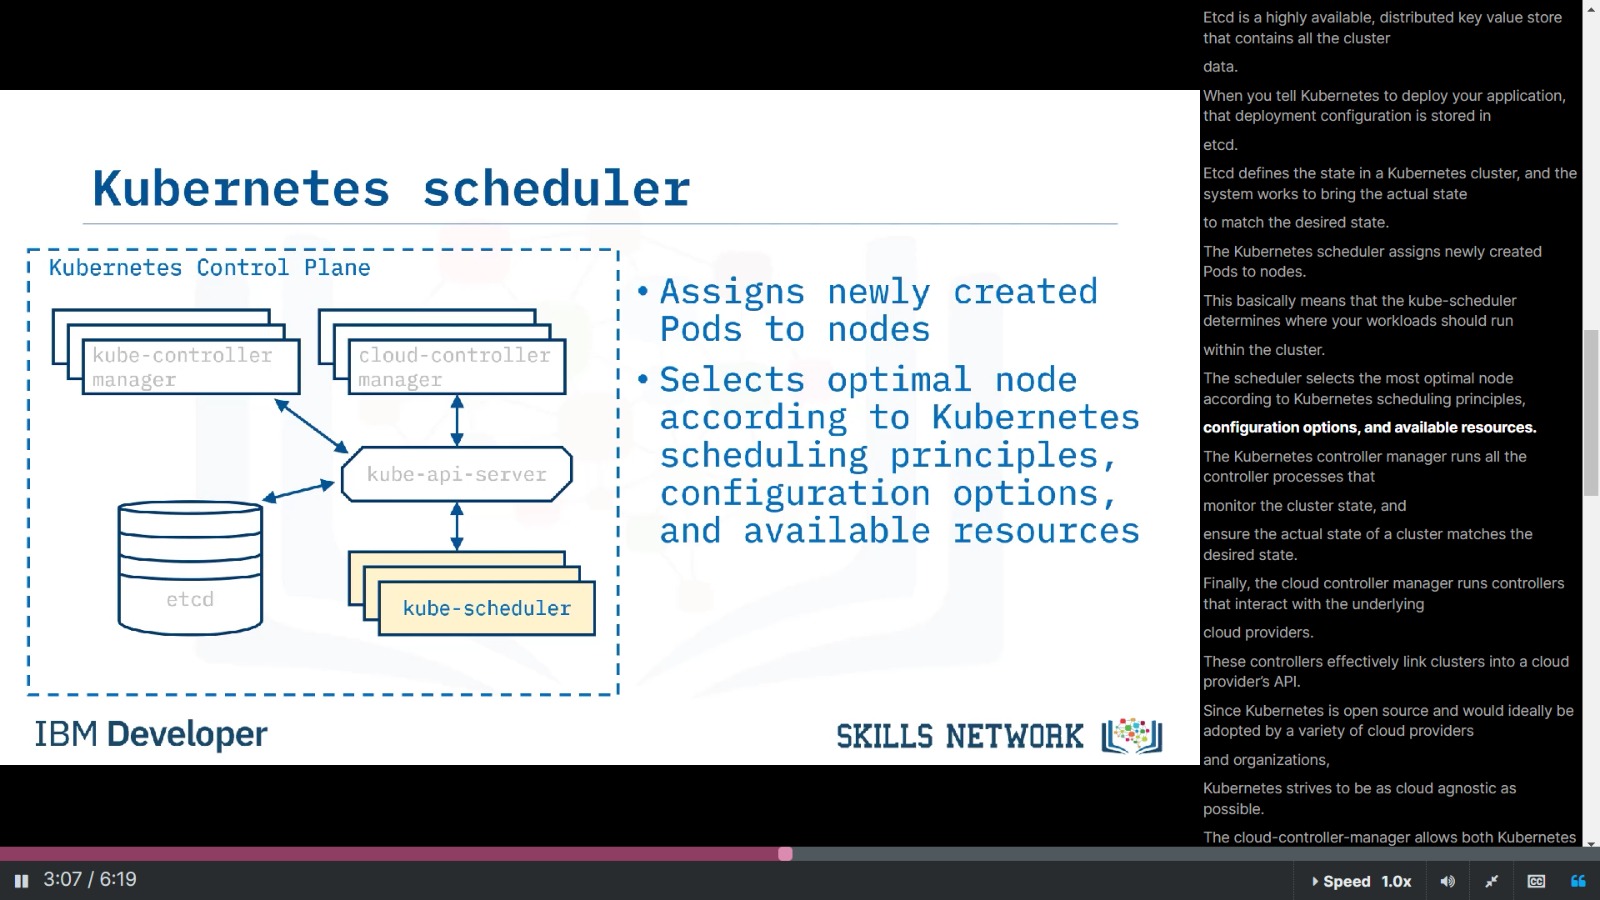 Kubernetes scheduler
Kubernetes Control Plane
kube-controller
manager
cloud-controller
manager
kube-api-server
etcd
kube-scheduler
• Assigns newly created
Pods to nodes
• Selects optimal node
according to Kubernetes
scheduling principles,
configuration options,
and available resources
IBM Developer
SKILLS NETWORK
Etcd is a highly available, distributed key value store
that contains all the cluster
data.
When you tell Kubernetes to deploy your application,
that deployment configuration is stored in
etcd.
Etcd defines the state in a Kubernetes cluster, and the
system works to bring the actual state
to match the desired state.
The Kubernetes scheduler assigns newly created
Pods to nodes.
This basically means that the kube-scheduler
determines where your workloads should run
within the cluster.
The scheduler selects the most optimal node
according to Kubernetes scheduling principles,
configuration options, and available resources.
The Kubernetes controller manager runs all the
controller processes that
monitor the cluster state, and
ensure the actual state of a cluster matches the
desired state.
Finally, the cloud controller manager runs controllers
that interact with the underlying
cloud providers.
These controllers effectively link clusters into a cloud
provider’s API.
Since Kubernetes is open source and would ideally be
adopted by a variety of cloud providers
and organizations,
Kubernetes strives to be as cloud agnostic as
possible.
The cloud-controller-manager allows both Kubernetes
3:07 / 6:19
Speed 1.0x
CC